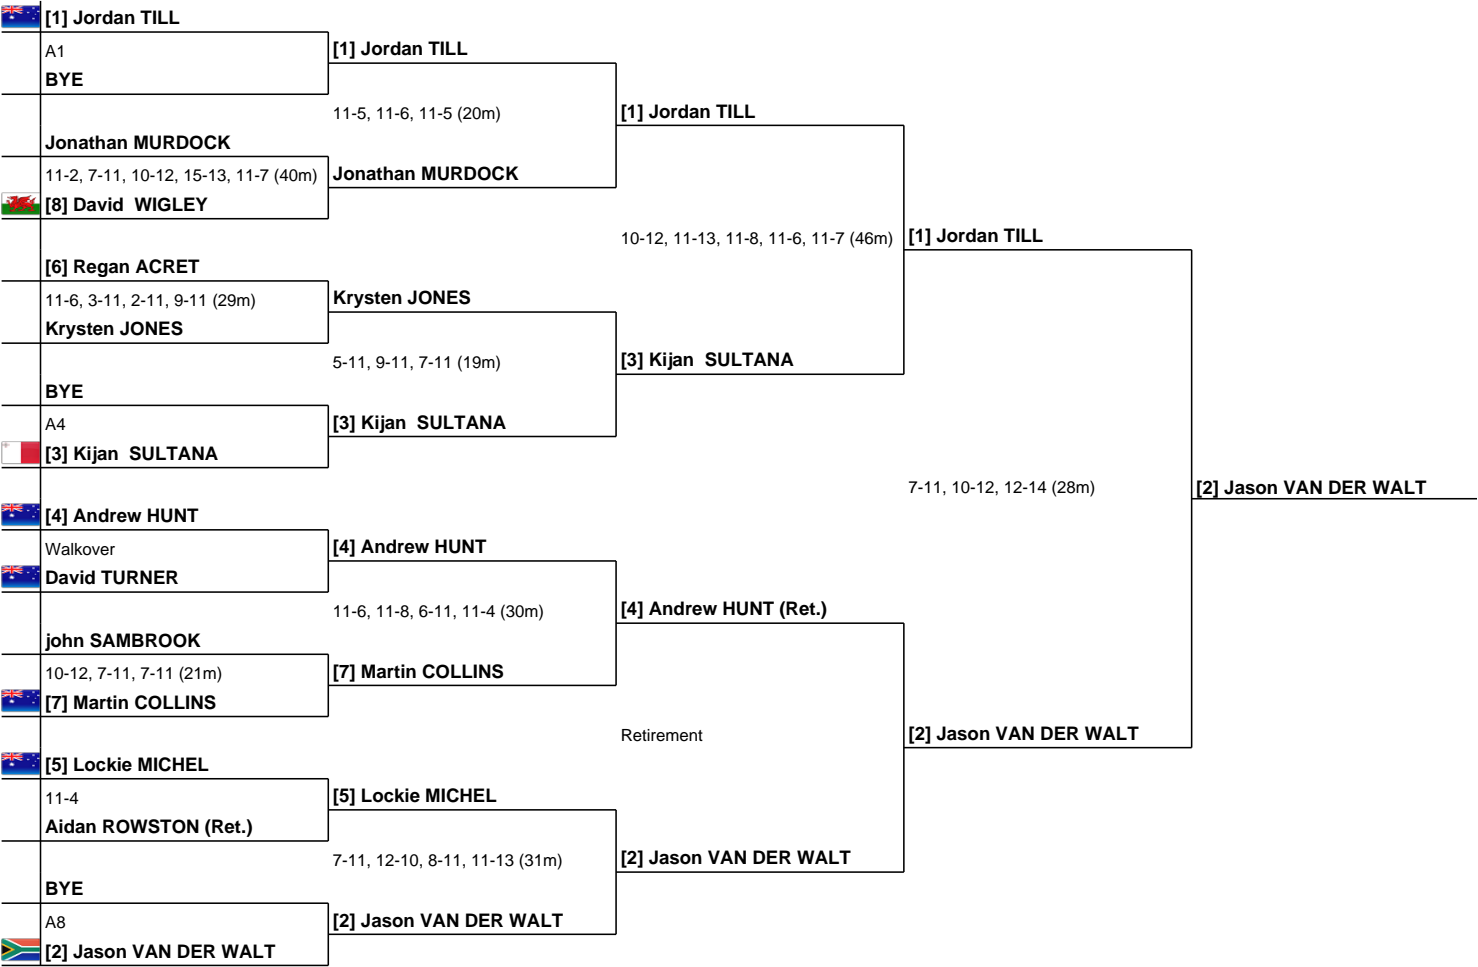 [1] Jordan TILL
A1
BYE
[1] Jordan TILL
11-5, 11-6, 11-5 (20m)
[1] Jordan TILL
Jonathan MURDOCK
11-2, 7-11, 10-12, 15-13, 11-7 (40m)
[8] David  WIGLEY
Jonathan MURDOCK
10-12, 11-13, 11-8, 11-6, 11-7 (46m)
[1] Jordan TILL
[6] Regan ACRET
11-6, 3-11, 2-11, 9-11 (29m)
Krysten JONES
Krysten JONES
5-11, 9-11, 7-11 (19m)
[3] Kijan  SULTANA
BYE
A4
[3] Kijan  SULTANA
[3] Kijan  SULTANA
7-11, 10-12, 12-14 (28m)
[2] Jason VAN DER WALT
[4] Andrew HUNT
Walkover
David TURNER
[4] Andrew HUNT
11-6, 11-8, 6-11, 11-4 (30m)
[4] Andrew HUNT (Ret.)
john SAMBROOK
10-12, 7-11, 7-11 (21m)
[7] Martin COLLINS
[7] Martin COLLINS
Retirement
[2] Jason VAN DER WALT
[5] Lockie MICHEL
11-4
Aidan ROWSTON (Ret.)
[5] Lockie MICHEL
7-11, 12-10, 8-11, 11-13 (31m)
[2] Jason VAN DER WALT
BYE
A8
[2] Jason VAN DER WALT
[2] Jason VAN DER WALT